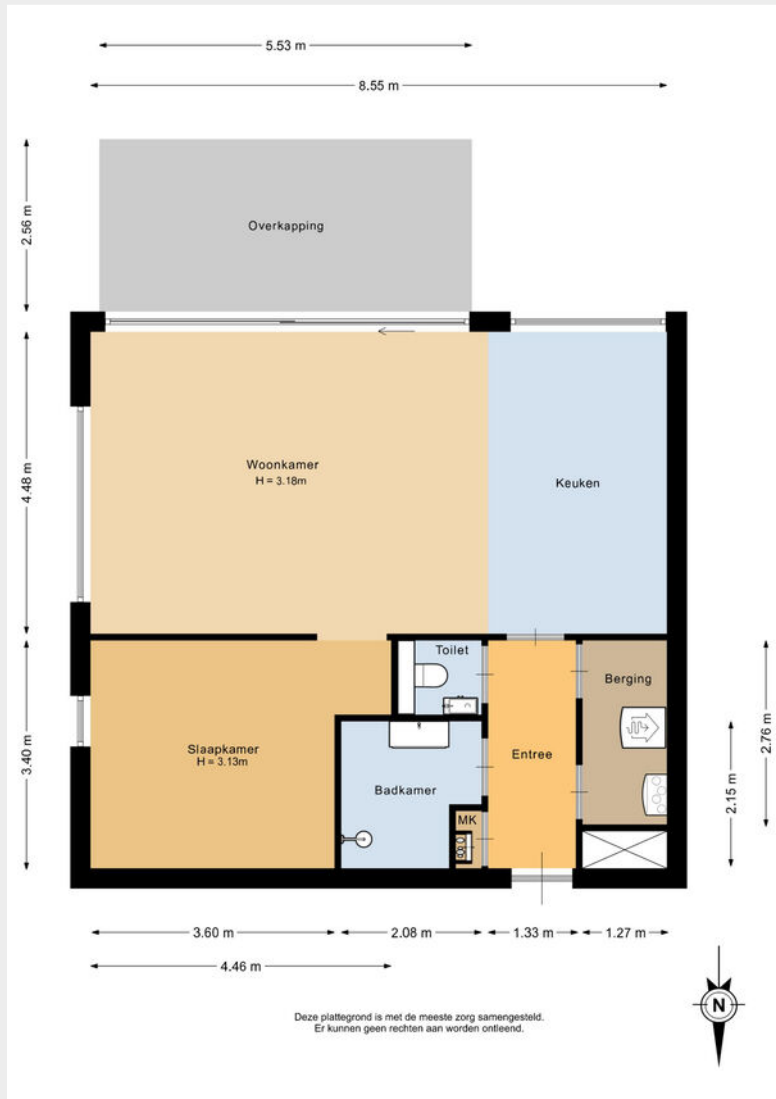 5.53 m
8.55 m
2.56 m
Overkapping
4.48 m
Woonkamer
H = 3.18m
Keuken
Toilet
Berging
3.40 m
Slaapkamer
H = 3.13m
Entree
2.76 m
2.15 m
Badkamer
MK
3.60 m
2.08 m
1.33 m
1.27 m
4.46 m
N
Deze plattegrond is met de meeste zorg samengesteld.
Er kunnen geen rechten aan worden ontleend.